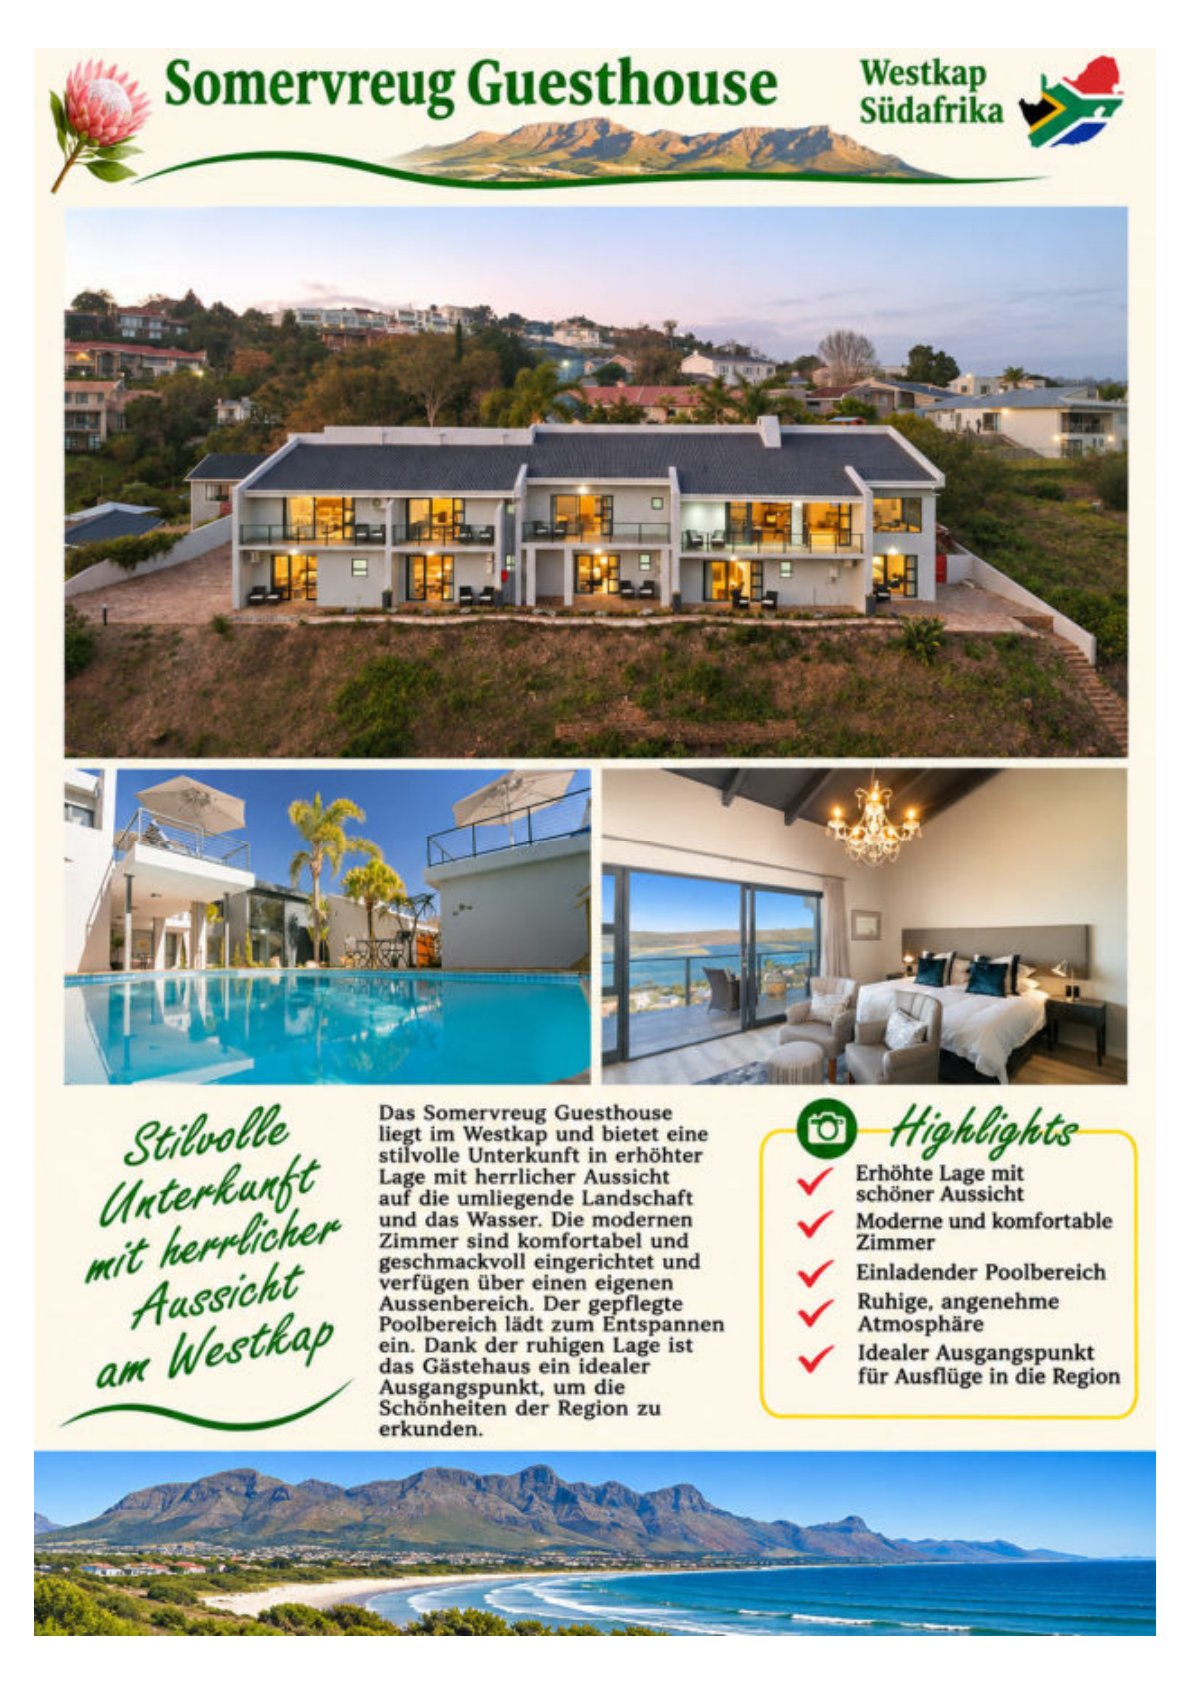 Somervreug Guesthouse
Westkap
Südafrika
Stilvolle
Unterkunft
mit herrlicher
Aussicht
am Westkap
Das Somervreug Guesthouse
liegt im Westkap und bietet eine
stilvolle Unterkunft in erhöhter
Lage mit herrlicher Aussicht
auf die umliegende Landschaft
und das Wasser. Die modernen
Zimmer sind komfortabel und
geschmackvoll eingerichtet und
verfügen über einen eigenen
Aussenbereich. Der gepflegte
Poolbereich lädt zum Entspannen
ein. Dank der ruhigen Lage ist
das Gästehaus ein idealer
Ausgangspunkt, um die
Schönheiten der Region zu
erkunden.
Highlights
Erhöhte Lage mit
schöner Aussicht
Moderne und komfortable
Zimmer
Einladender Poolbereich
Ruhige, angenehme
Atmosphäre
Idealer Ausgangspunkt
für Ausflüge in die Region